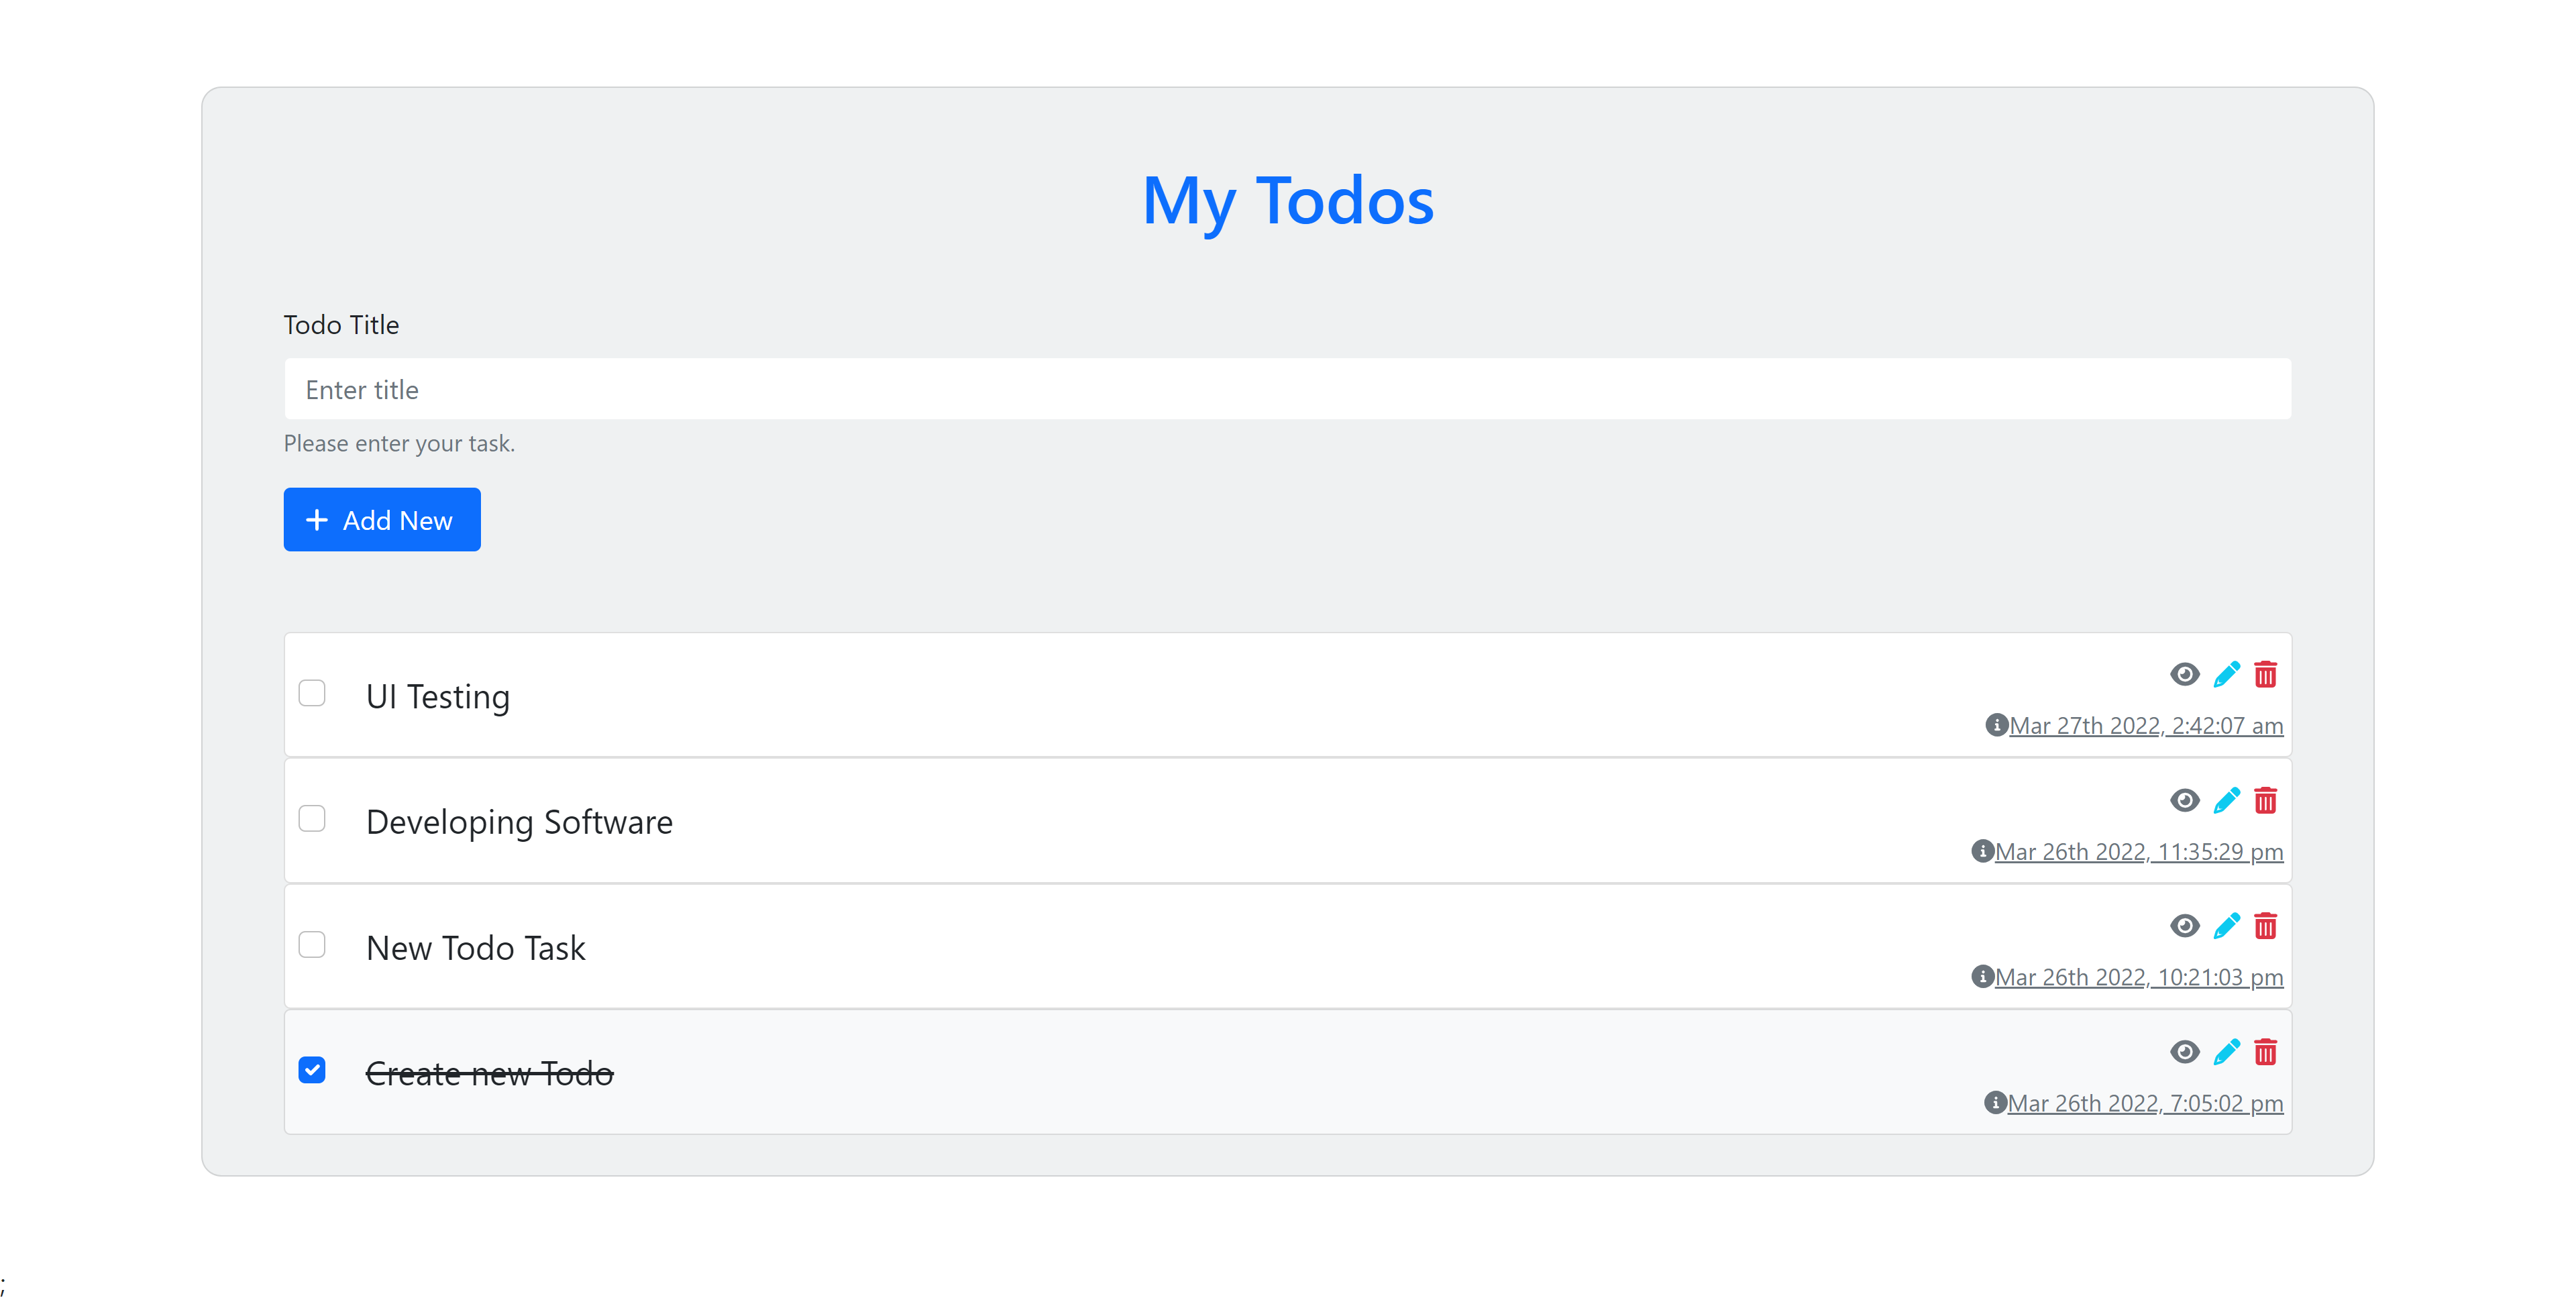 My Todos
Todo Title
Enter title
Please enter your task.
Add New
UI Testing
Mar 27th 2022, 2:42:07 am
Developing Software
Mar 26th 2022, 11:35:29 pm
New Todo Task
Mar 26th 2022, 10:21:03 pm
Create new Todo
Mar 26th 2022, 7:05:02 pm
;